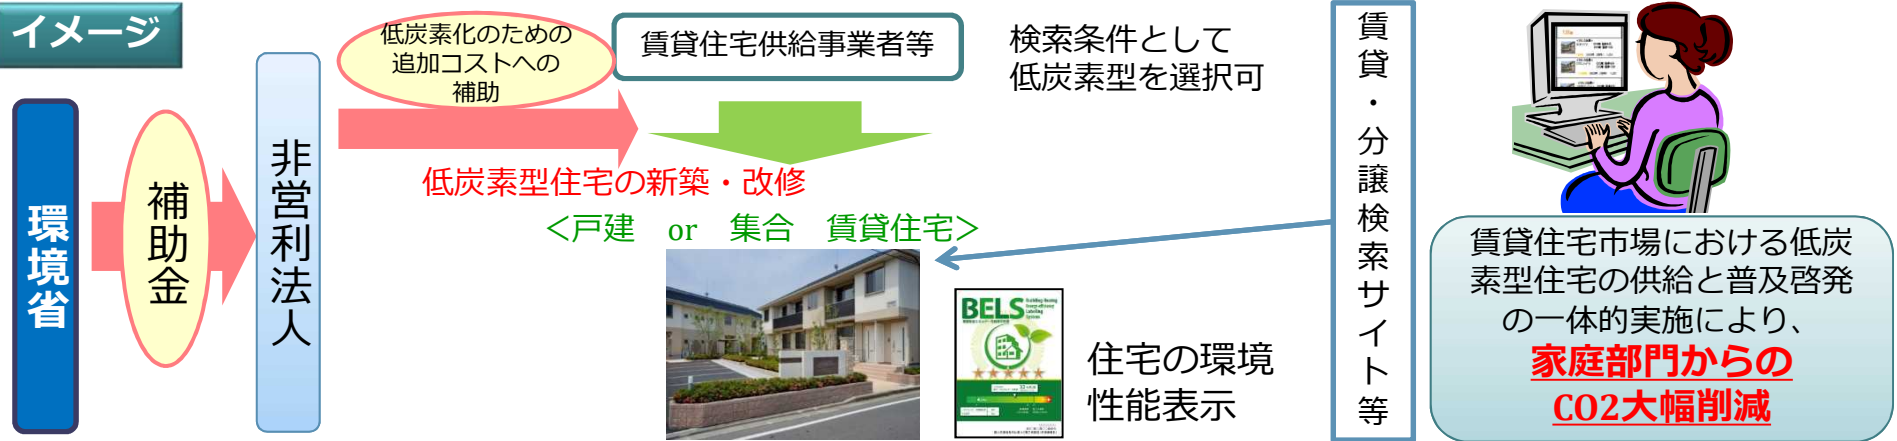 イメージ
環境省
補助金
非営利法人
低炭素化のための
追加コストへの
補助
賃貸住宅供給事業者等
検索条件として
低炭素型を選択可
低炭素型住宅の新築・改修
<戸建 or 集合 賃貸住宅>
BELS
Building-Housing
Energy-efficiency
Labeling
System
住宅の環境
性能表示
賃貸・分譲検索サイト等
賃貸住宅市場における低炭
素型住宅の供給と普及啓発
の一体的実施により、
家庭部門からの
CO2大幅削減